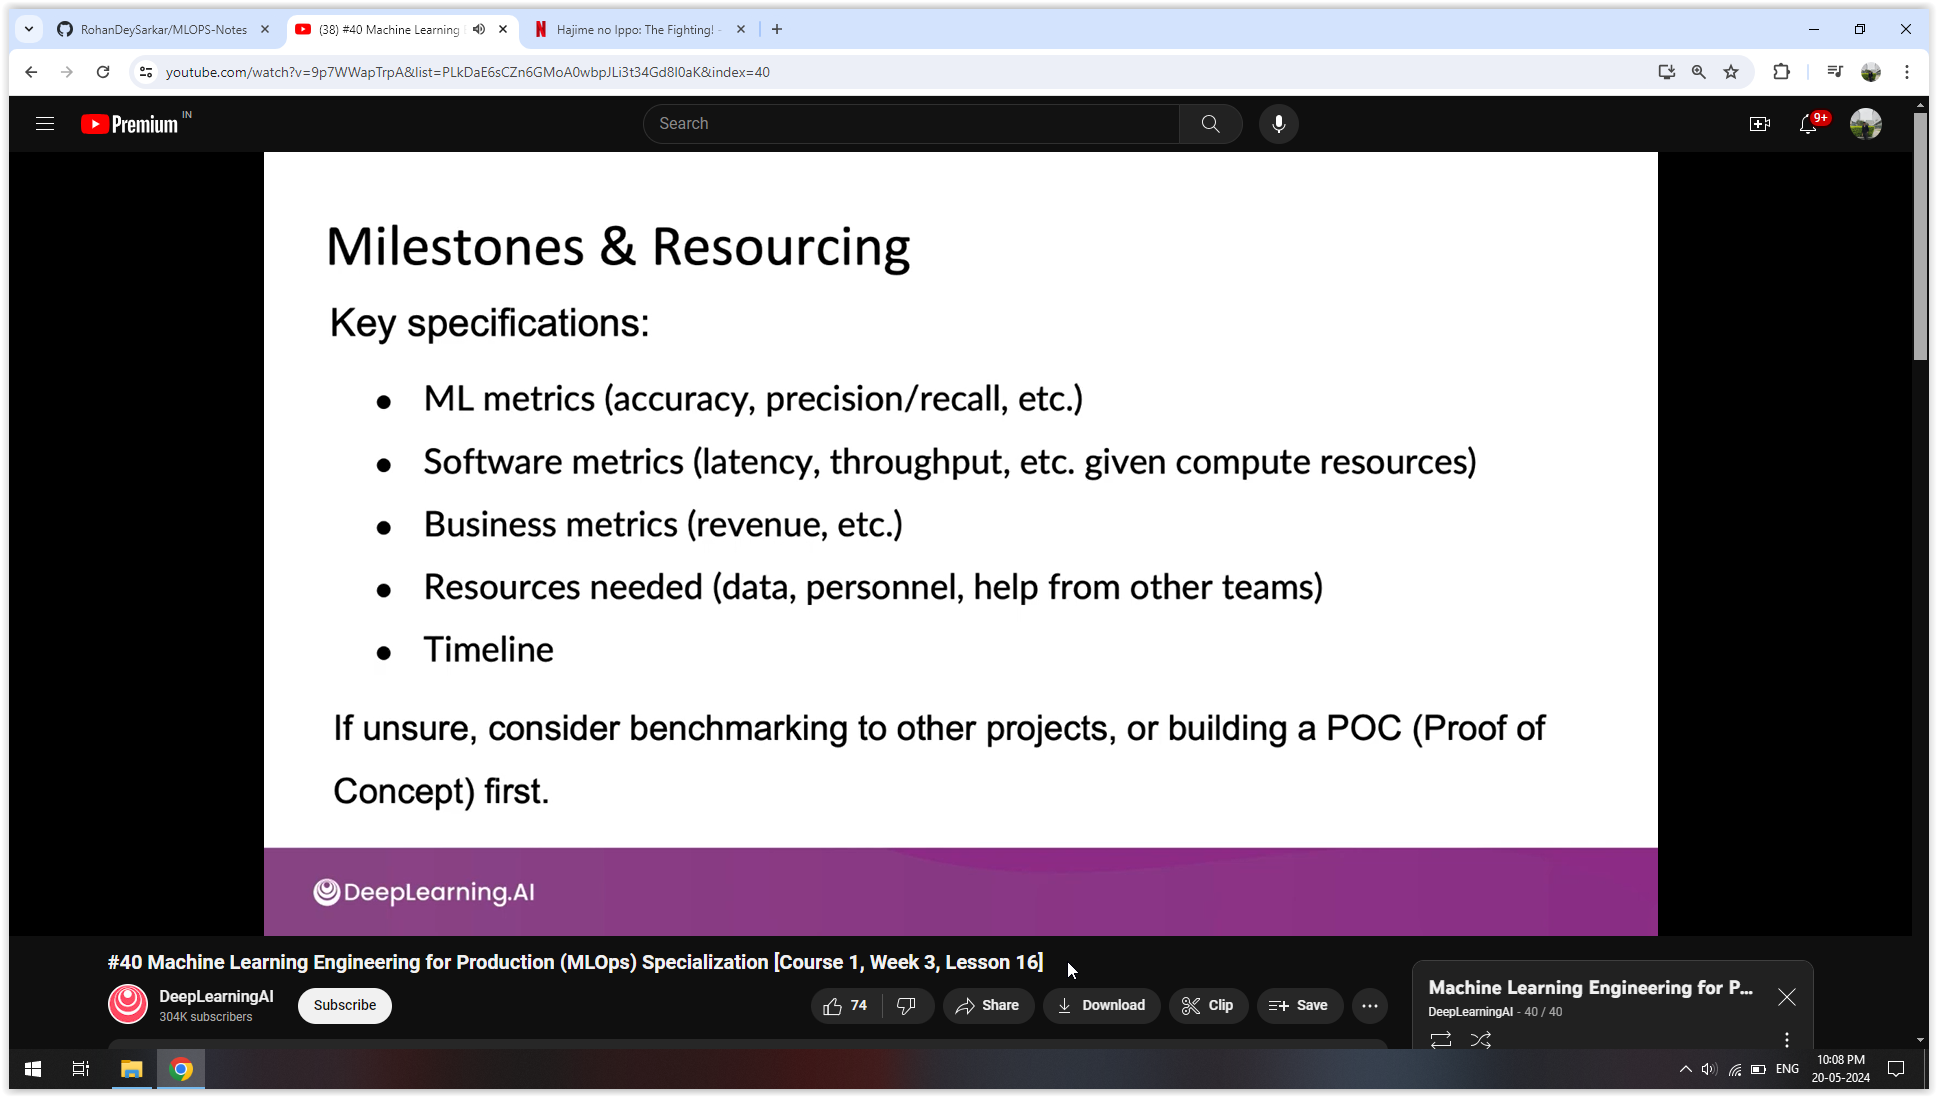 RohanDeySarkar/MLOPS-Notes
(38) #40 Machine Learning
Hajime no Ippo: The Fighting! -
youtube.com/watch?v=9p7WWapTrpA&list=PLkDaE6sCZn6GMoA0wbpJLi3t34Gd8l0aK&index=40
Premium IN
Search
9+
Milestones & Resourcing
Key specifications:
● ML metrics (accuracy, precision/recall, etc.)
● Software metrics (latency, throughput, etc. given compute resources)
● Business metrics (revenue, etc.)
● Resources needed (data, personnel, help from other teams)
● Timeline
If unsure, consider benchmarking to other projects, or building a POC (Proof of
Concept) first.
DeepLearning.AI
#40 Machine Learning Engineering for Production (MLOps) Specialization [Course 1, Week 3, Lesson 16]
DeepLearningAI
304K subscribers
Subscribe
74
Share
Download
Clip
Save
Machine Learning Engineering for P...
DeepLearningAI - 40 / 40
ENG
10:08 PM
20-05-2024